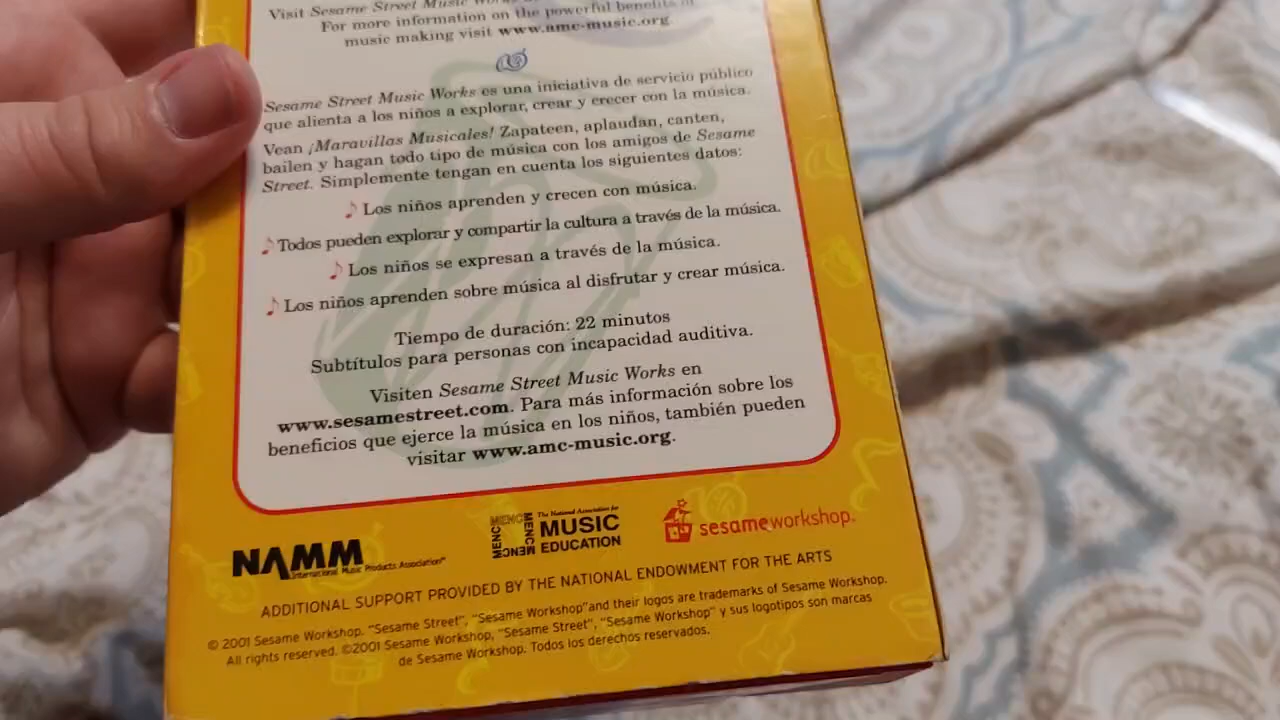 Visit Sesame Street Music Works
For more information on the powerful benefits of
music making visit www.amc-music.org.
Sesame Street Music Works es una iniciativa de servicio público
que alienta a los niños a explorar, crear y crecer con la música.
Vean ¡Maravillas Musicales! Zapateen, aplaudan, canten,
bailen y hagan todo tipo de música con los amigos de Sesame
Street. Simplemente tengan en cuenta los siguientes datos:
Los niños aprenden y crecen con música.
Todos pueden explorar y compartir la cultura a través de la música.
Los niños se expresan a través de la música.
Los niños aprenden sobre música al disfrutar y crear música.
Tiempo de duración: 22 minutos
Subtítulos para personas con incapacidad auditiva.
Visiten Sesame Street Music Works en
www.sesamestreet.com. Para más información sobre los
beneficios que ejerce la música en los niños, también pueden
visitar www.amc-music.org.
NAMM
International Music Products Association
MENC MENC MENC MENC
The National Association for
MUSIC
EDUCATION
sesameworkshop.
ADDITIONAL SUPPORT PROVIDED BY THE NATIONAL ENDOWMENT FOR THE ARTS
© 2001 Sesame Workshop. "Sesame Street", "Sesame Workshop"and their logos are trademarks of Sesame Workshop.
All rights reserved. ©2001 Sesame Workshop, "Sesame Street", "Sesame Workshop" y sus logotipos son marcas
de Sesame Workshop. Todos los derechos reservados.